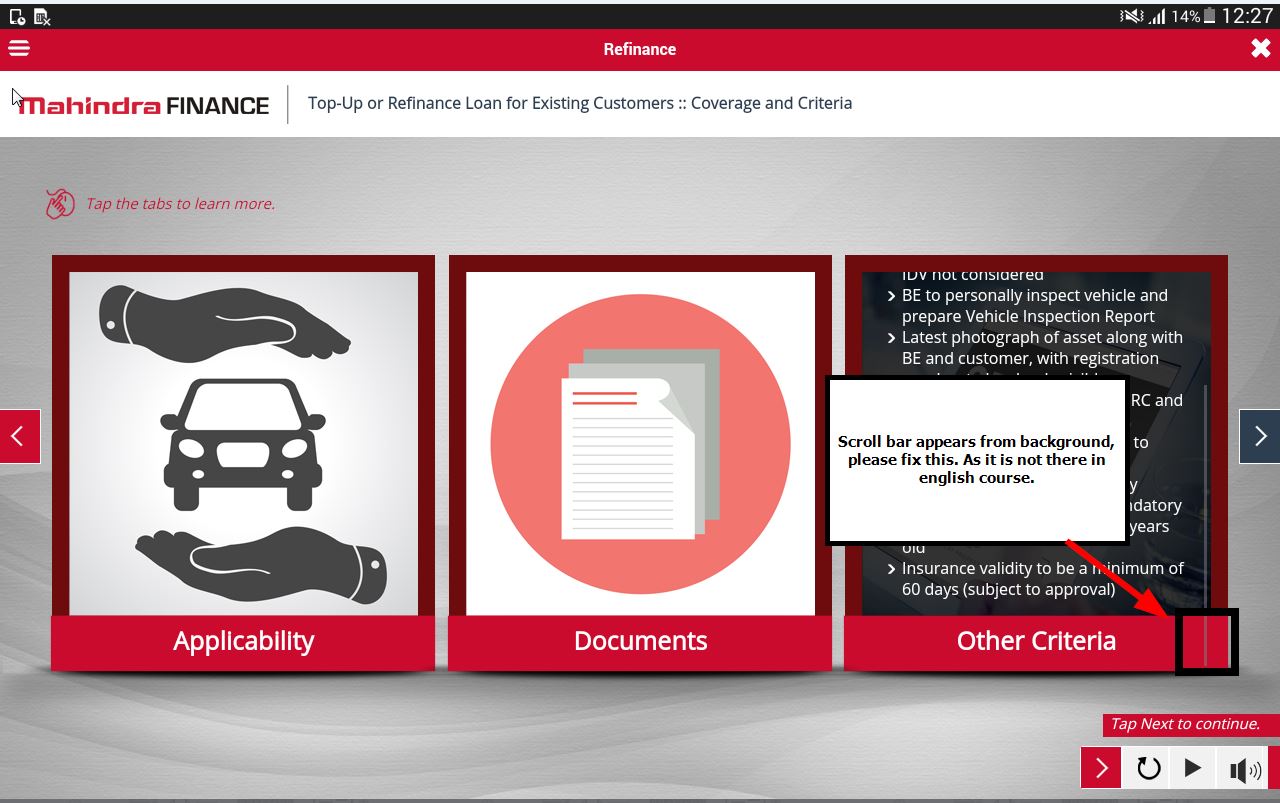 14% 12:27
Refinance
Mahindra FINANCE
Top-Up or Refinance Loan for Existing Customers :: Coverage and Criteria
Tap the tabs to learn more.
IDV not considered
BE to personally inspect vehicle and
prepare Vehicle Inspection Report
Latest photograph of asset along with
BE and customer, with registration
RC and
to
y
years
old
Insurance validity to be a minimum of
60 days (subject to approval)
Scroll bar appears from background,
please fix this. As it is not there in
english course.
Applicability
Documents
Other Criteria
Tap Next to continue.